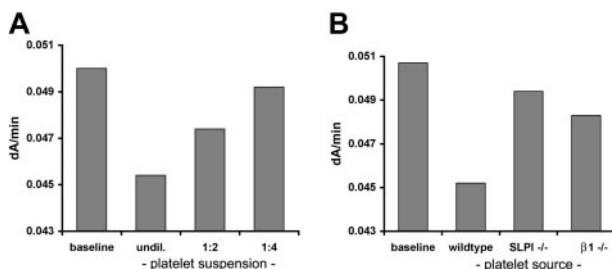 A
0.051
0.049
0.047
0.045
0.043
dA/min
baseline undil. 1:2 1:4
- platelet suspension -
B
0.051
0.049
0.047
0.045
0.043
dA/min
baseline wildtype SLPI -/- β1 -/-
- platelet source -